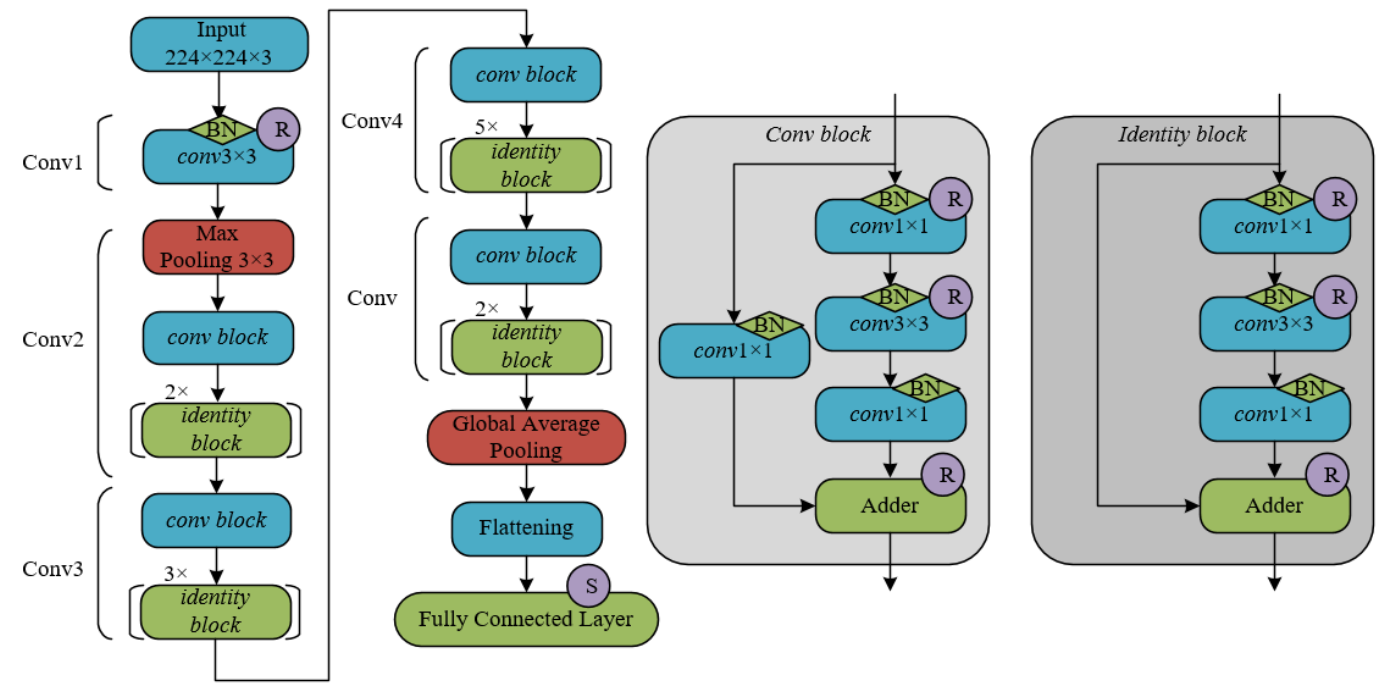 Input
224×224×3
BN
R
conv3×3
Conv1
Max
Pooling 3×3
conv block
Conv2
2×
identity
block
conv block
Conv3
3×
identity
block
conv block
Conv4
5×
identity
block
conv block
Conv
2×
identity
block
Global Average
Pooling
Flattening
S
Fully Connected Layer
Conv block
BN
R
conv1×1
BN
R
conv3×3
BN
conv1×1
BN
conv1×1
R
Adder
Identity block
BN
R
conv1×1
BN
R
conv3×3
BN
conv1×1
R
Adder